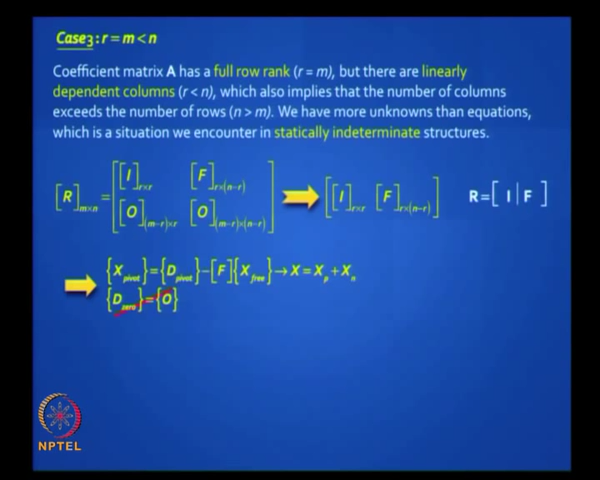 Case3: r = m < n
Coefficient matrix A has a full row rank (r = m), but there are linearly
dependent columns (r < n), which also implies that the number of columns
exceeds the number of rows (n > m). We have more unknowns than equations,
which is a situation we encounter in statically indeterminate structures.
[R]m×n = [[I]r×r [F]r×(n−r)
[O](m−r)×r [O](m−r)×(n−r)] ⇒ [[I]r×r [F]r×(n−r)] R=[ I | F ]
{Xpivot}={Dpivot}−[F]{Xfree}→X=Xp+Xn
{Dzero}={O}
NPTEL